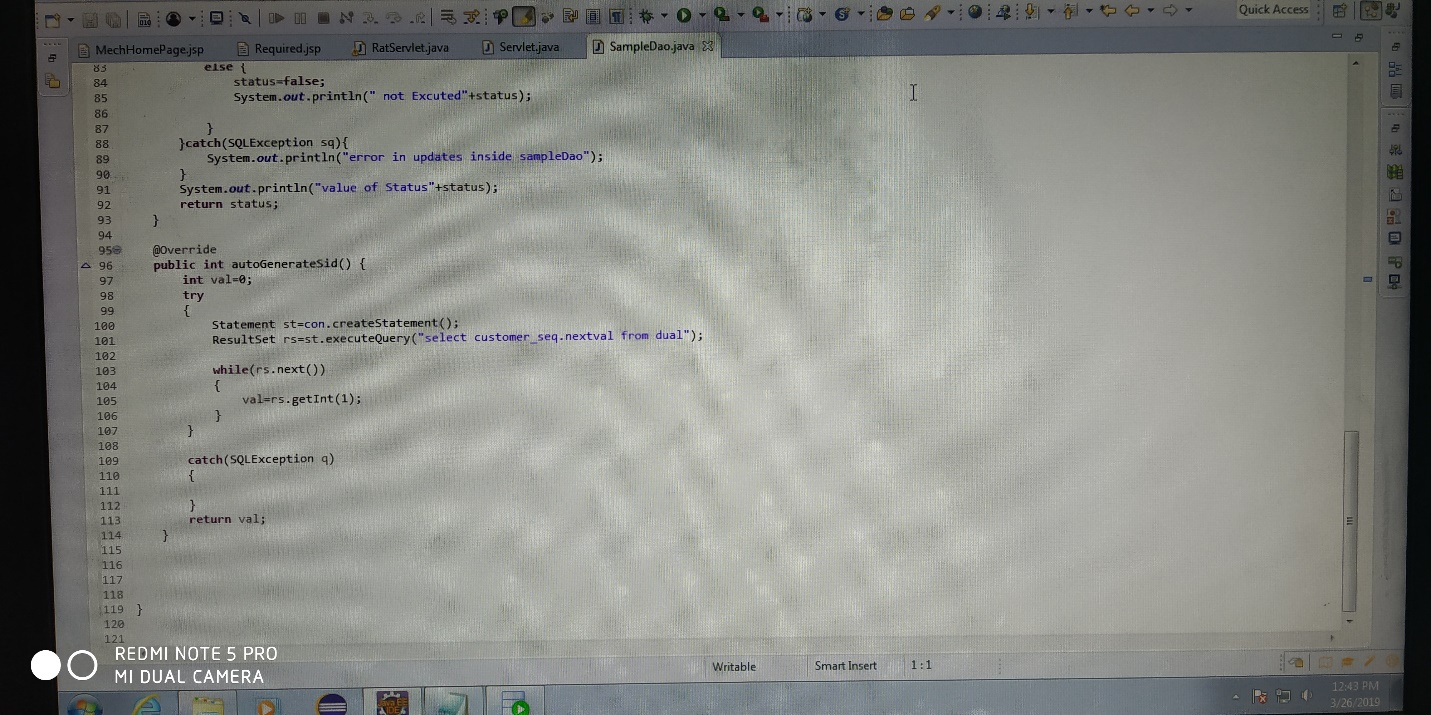 Quick Access
MechHomePage.jsp
Required.jsp
RatServlet.java
Servlet.java
SampleDao.java
83 else {
84 status=false;
85 System.out.println(" not Excuted"+status);
86
87 }
88 }catch(SQLException sq){
89 System.out.println("error in updates inside sampleDao");
90 }
91 System.out.println("value of Status"+status);
92 return status;
93 }
94
95 @Override
96 public int autoGenerateSid() {
97 int val=0;
98 try
99 {
100 Statement st=con.createStatement();
101 ResultSet rs=st.executeQuery("select customer_seq.nextval from dual");
102
103 while(rs.next())
104 {
105 val=rs.getInt(1);
106 }
107 }
108
109 catch(SQLException q)
110 {
111
112 }
113 return val;
114 }
115
116
117
118
119 }
120
121
REDMI NOTE 5 PRO
MI DUAL CAMERA
Writable
Smart Insert
1 : 1
12:43 PM
3/26/2019